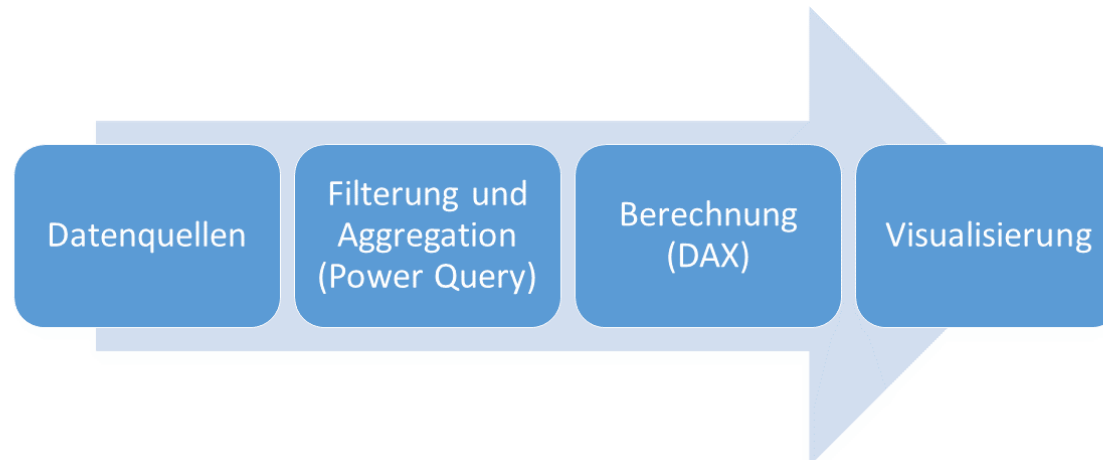 Datenquellen
Filterung und
Aggregation
(Power Query)
Berechnung
(DAX)
Visualisierung